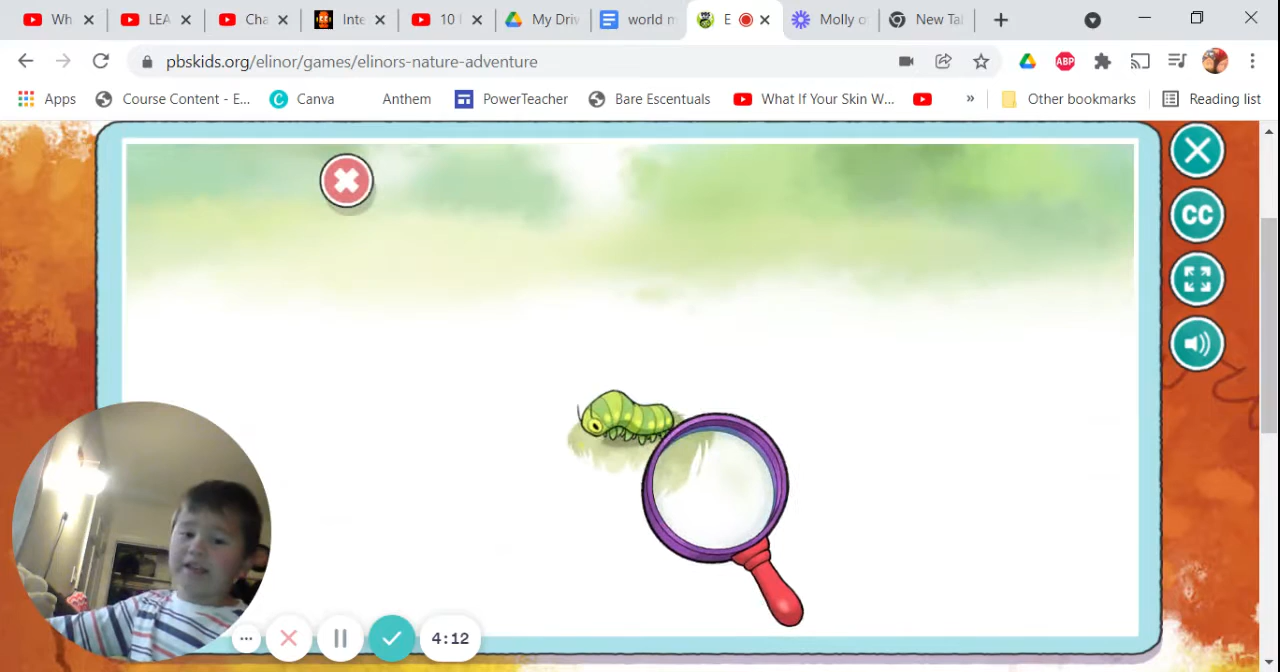 Wh LEA Cha Inte 10 My Driv world m E Molly o New Tal
pbskids.org/elinor/games/elinors-nature-adventure
ABP
Apps Course Content - E... Canva Anthem PowerTeacher Bare Escentuals What If Your Skin W... » Other bookmarks Reading list
CC
4:12